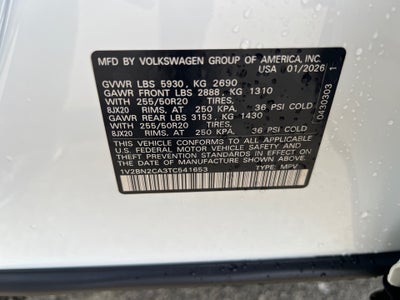 MFD BY VOLKSWAGEN GROUP OF AMERICA, INC.
USA 01/2026
GVWR LBS 5930, KG 2690
GAWR FRONT LBS 2888, KG 1310
WITH 255/50R20 TIRES,
8JX20 RIMS, AT 250 KPA. 36 PSI COLD
GAWR REAR LBS 3153, KG 1430
WITH 255/50R20 TIRES,
8JX20 RIMS, AT 250 KPA, 36 PSI COLD
THIS VEHICLE CONFORMS TO ALL APPLICABLE
U.S. FEDERAL MOTOR VEHICLE SAFETY AND
THEFT PREVENTION STANDARDS IN EFFECT ON
THE DATE OF MANUFACTURE SHOWN ABOVE.
1V2BN2CA3TC541653 TYPE: MPV
0430303 1